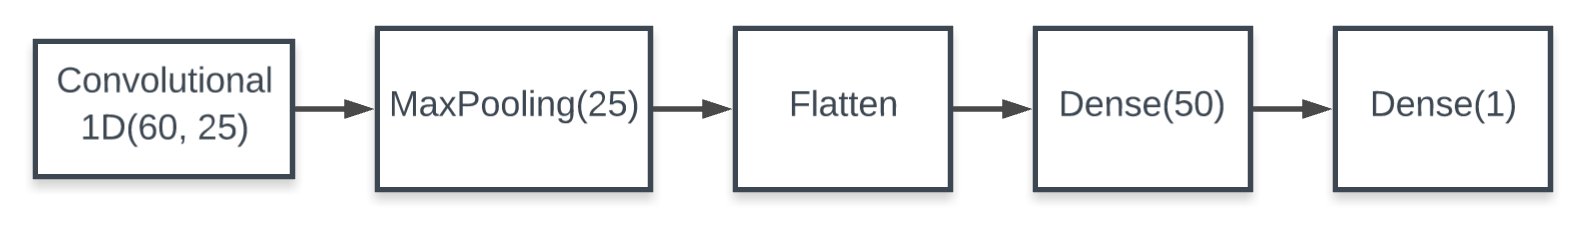 Convolutional
1D(60, 25)
MaxPooling(25)
Flatten
Dense(50)
Dense(1)